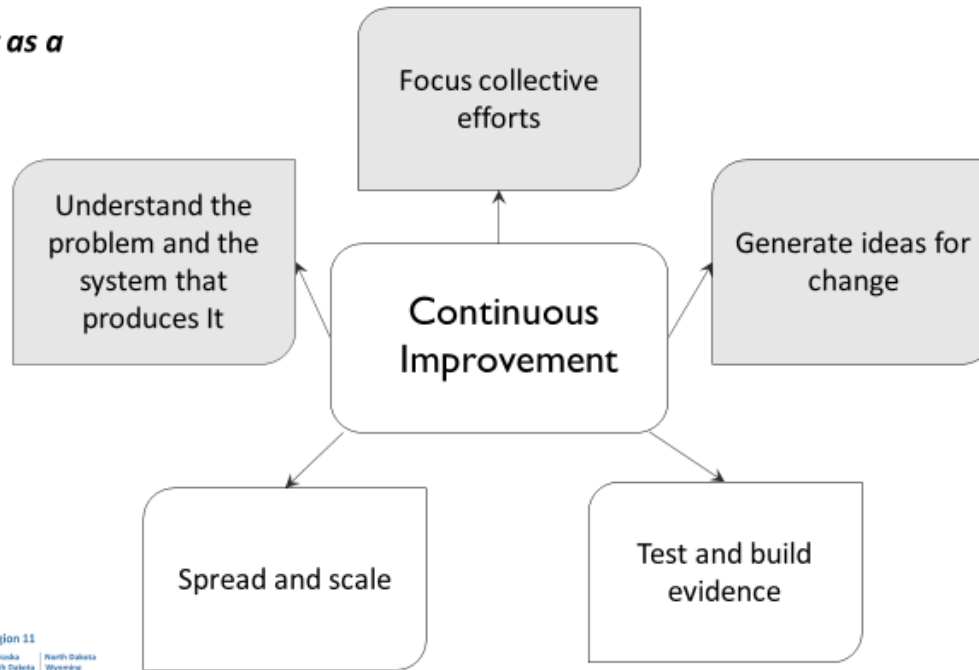 as a
Focus collective
efforts
Understand the
problem and the
system that
produces It
Generate ideas for
change
Continuous
Improvement
Spread and scale
Test and build
evidence
gion 11
North Dakota
Wyoming